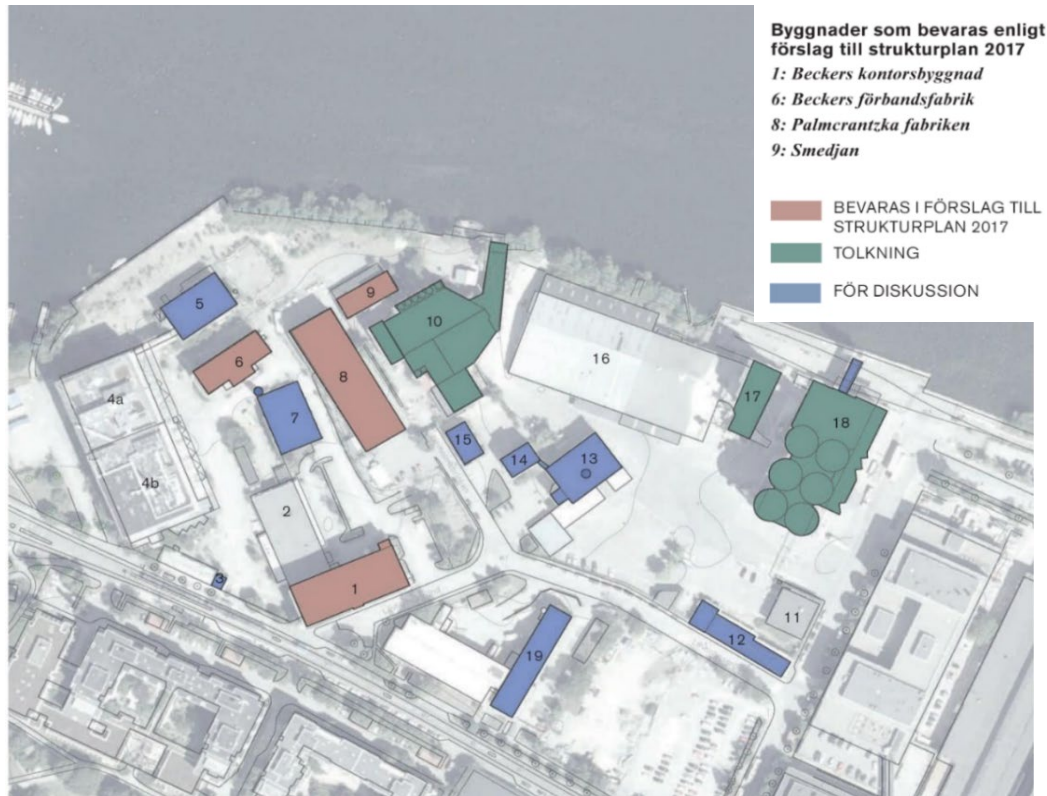 Byggnader som bevaras enligt
förslag till strukturplan 2017
1: Beckers kontorsbyggnad
6: Beckers förbandsfabrik
8: Palmcrantzka fabriken
9: Smedjan
BEVARAS I FÖRSLAG TILL
STRUKTURPLAN 2017
TOLKNING
FÖR DISKUSSION
5
9
10
6
8
16
4a
7
17
18
15
14
13
4b
2
3
1
11
12
19